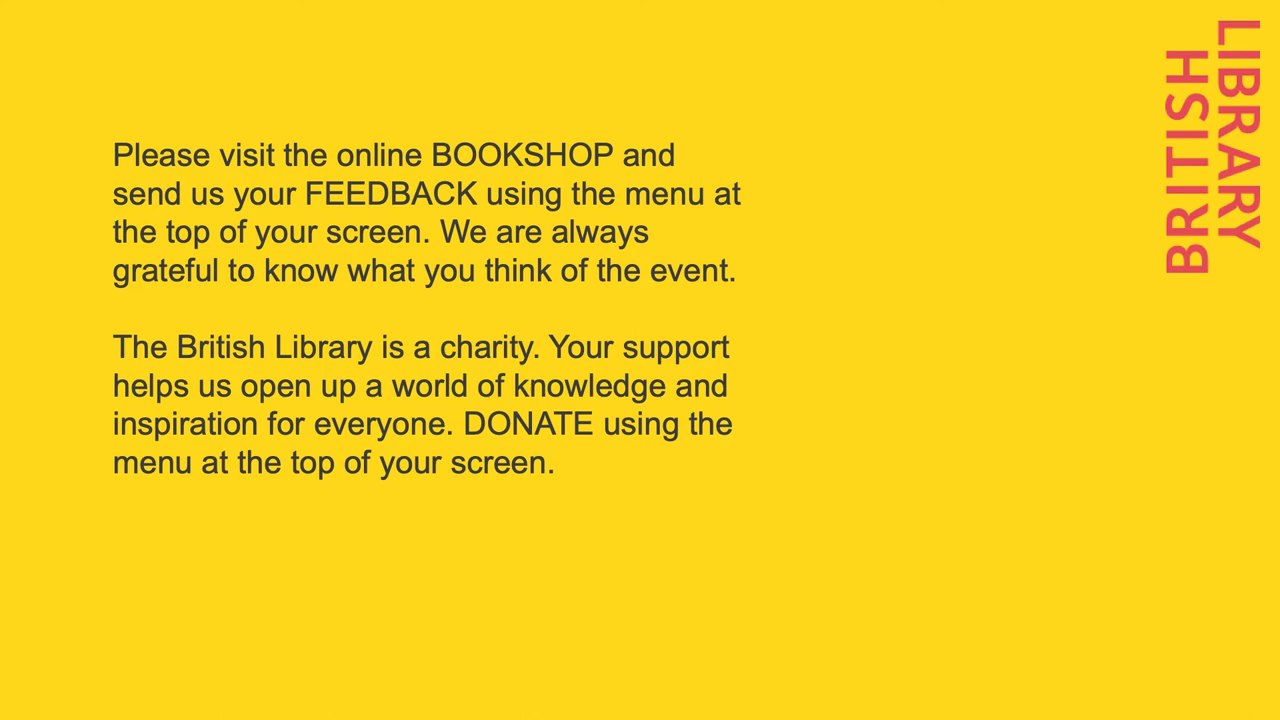 Please visit the online BOOKSHOP and
send us your FEEDBACK using the menu at
the top of your screen. We are always
grateful to know what you think of the event.
The British Library is a charity. Your support
helps us open up a world of knowledge and
inspiration for everyone. DONATE using the
menu at the top of your screen.
BRITISH
LIBRARY